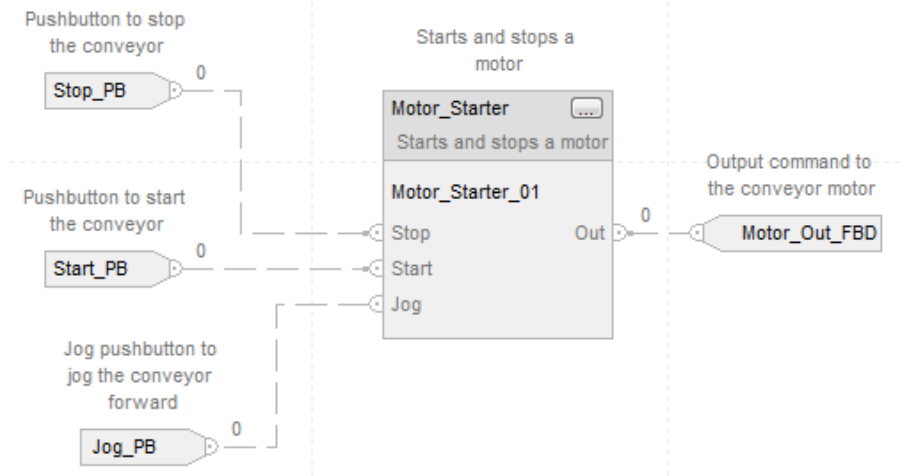 Pushbutton to stop
the conveyor
0
Stop_PB
Starts and stops a
motor
Motor_Starter
...
Starts and stops a motor
Motor_Starter_01
Stop
Start
Jog
Out
0
Output command to
the conveyor motor
Motor_Out_FBD
Pushbutton to start
the conveyor
0
Start_PB
Jog pushbutton to
jog the conveyor
forward
0
Jog_PB